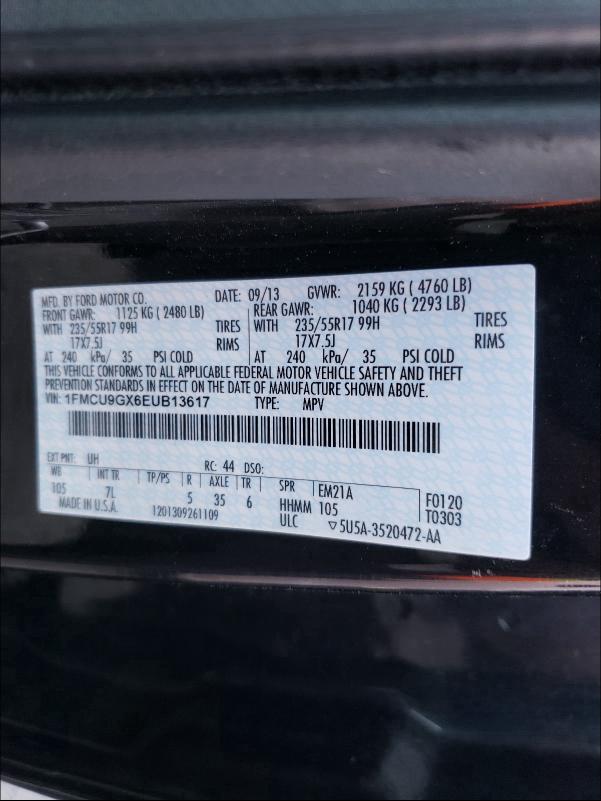 MFD. BY FORD MOTOR CO. DATE: 09/13 GVWR: 2159 KG ( 4760 LB)
FRONT GAWR: 1125 KG ( 2480 LB) REAR GAWR: 1040 KG ( 2293 LB)
WITH 235/55R17 99H TIRES WITH 235/55R17 99H TIRES
17X7.5J RIMS 17X7.5J RIMS
AT 240 kPa/ 35 PSI COLD AT 240 kPa/ 35 PSI COLD
THIS VEHICLE CONFORMS TO ALL APPLICABLE FEDERAL MOTOR VEHICLE SAFETY AND THEFT
PREVENTION STANDARDS IN EFFECT ON THE DATE OF MANUFACTURE SHOWN ABOVE.
VIN: 1FMCU9GX6EUB13617 TYPE: MPV
EXT PNT: UH RC: 44 DSO:
WB INT TR TP/PS R AXLE TR SPR EM21A F0120
105 7L 5 35 6 HHMM 105 T0303
MADE IN U.S.A. 1201309261109 ULC ▽5U5A-3520472-AA